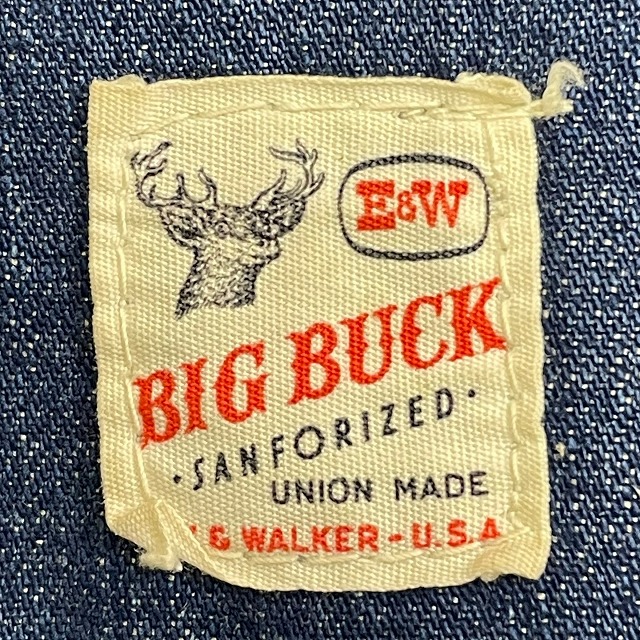 E&W
BIG BUCK
·SANFORIZED·
UNION MADE
& WALKER - U.S.A